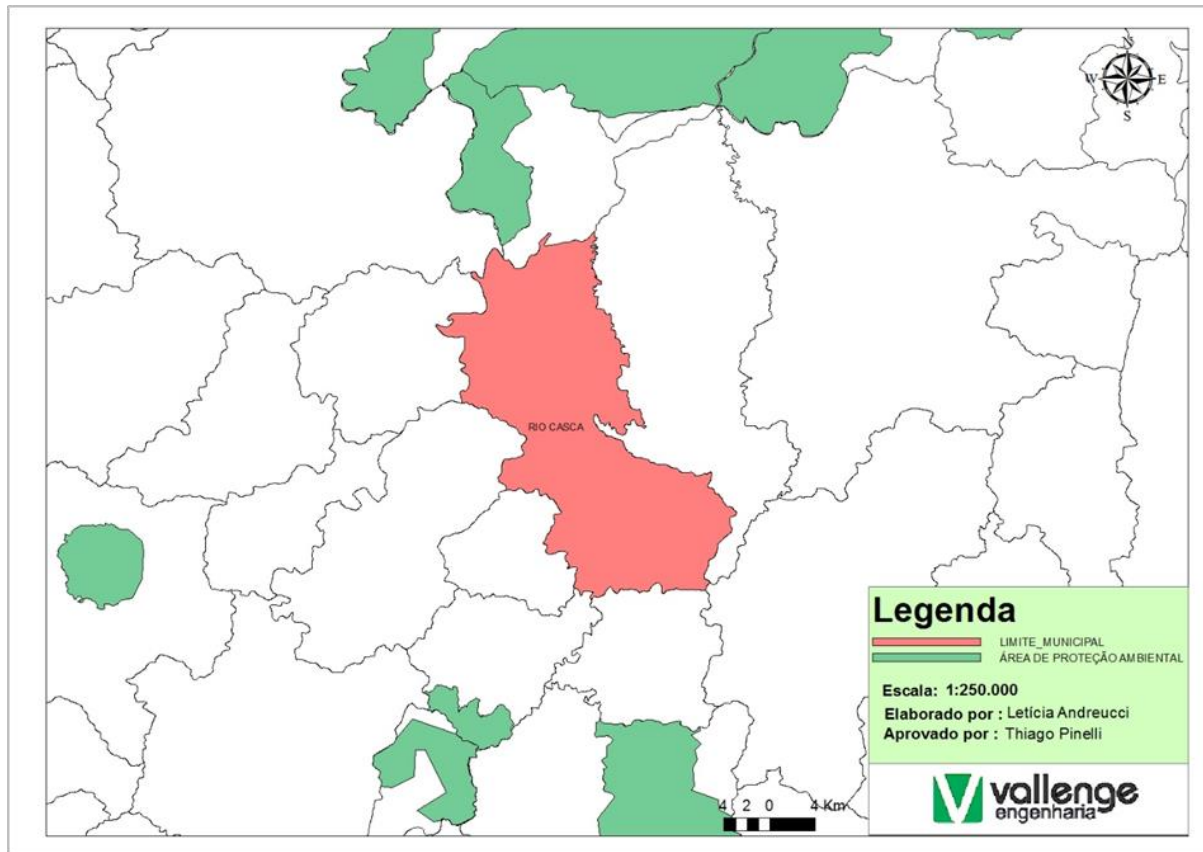 N
W E
S
RIO CASCA
Legenda
LIMITE_MUNICIPAL
ÁREA DE PROTEÇÃO AMBIENTAL
Escala: 1:250.000
Elaborado por : Letícia Andreucci
Aprovado por : Thiago Pinelli
4 2 0 4 Km
vallenge
engenharia